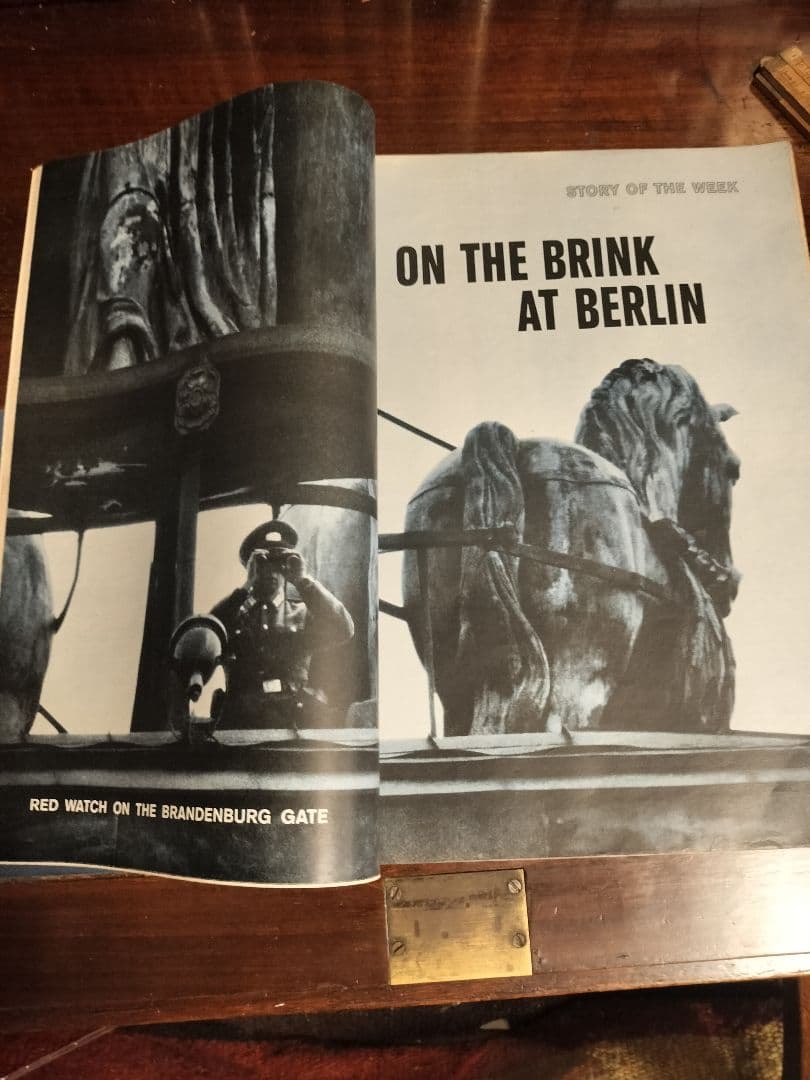 STORY OF THE WEEK
ON THE BRINK
AT BERLIN
RED WATCH ON THE BRANDENBURG GATE